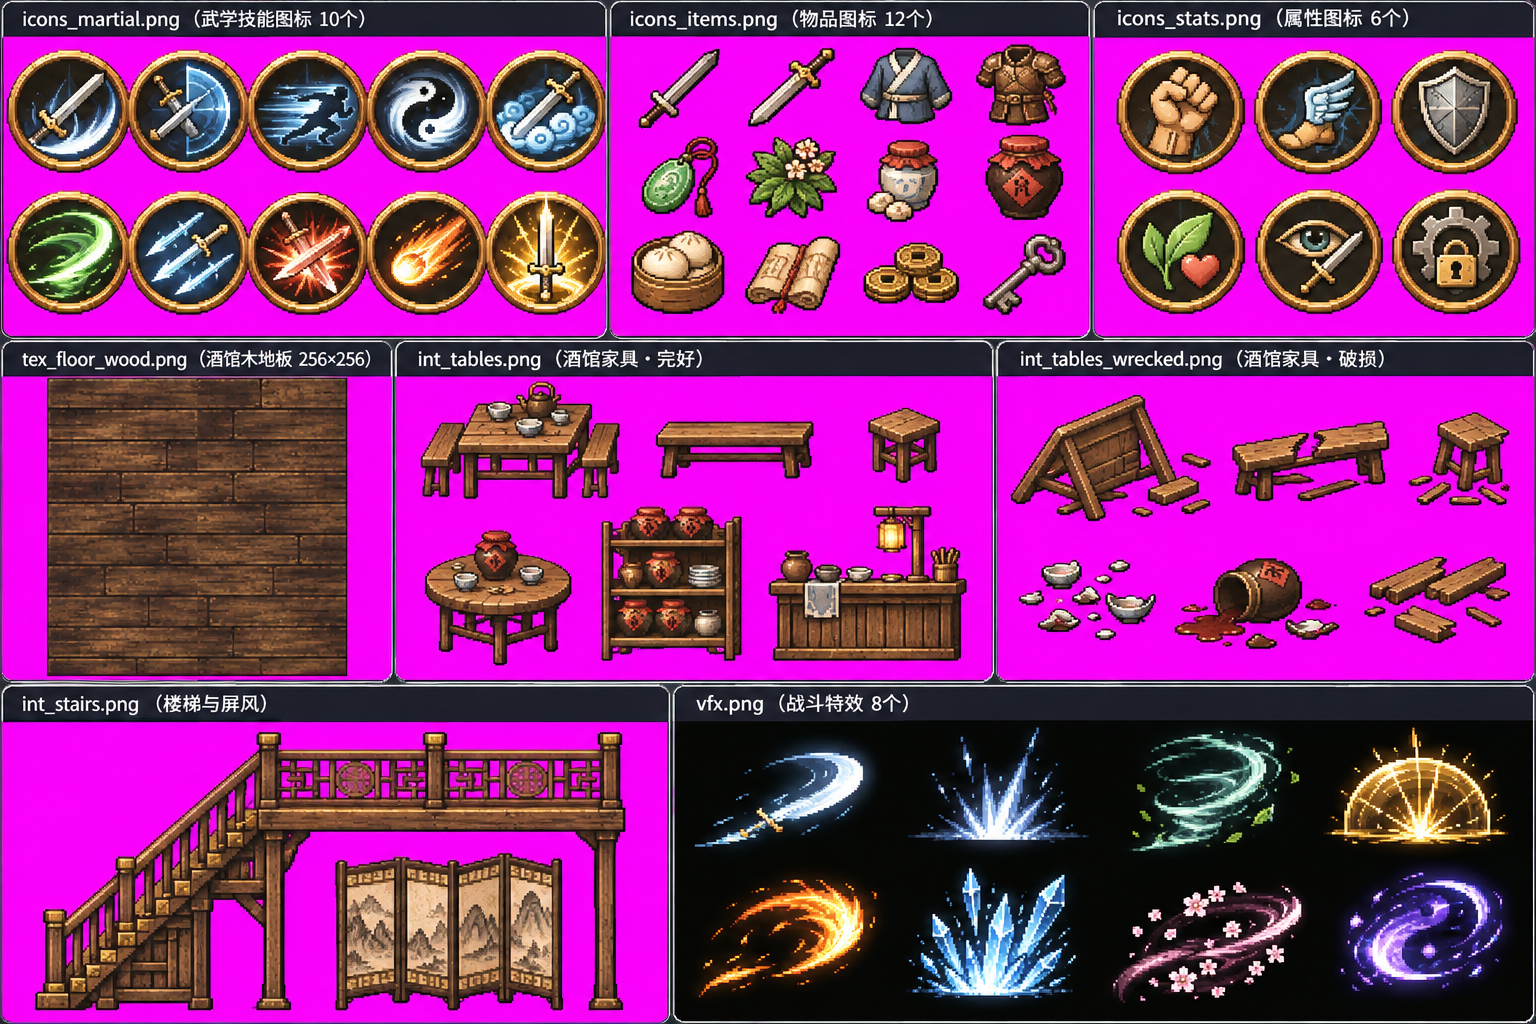 icons_martial.png（武学技能图标 10个）
icons_items.png（物品图标 12个）
icons_stats.png（属性图标 6个）
tex_floor_wood.png（酒馆木地板 256×256）
int_tables.png（酒馆家具・完好）
int_tables_wrecked.png（酒馆家具・破损）
int_stairs.png（楼梯与屏风）
vfx.png（战斗特效 8个）